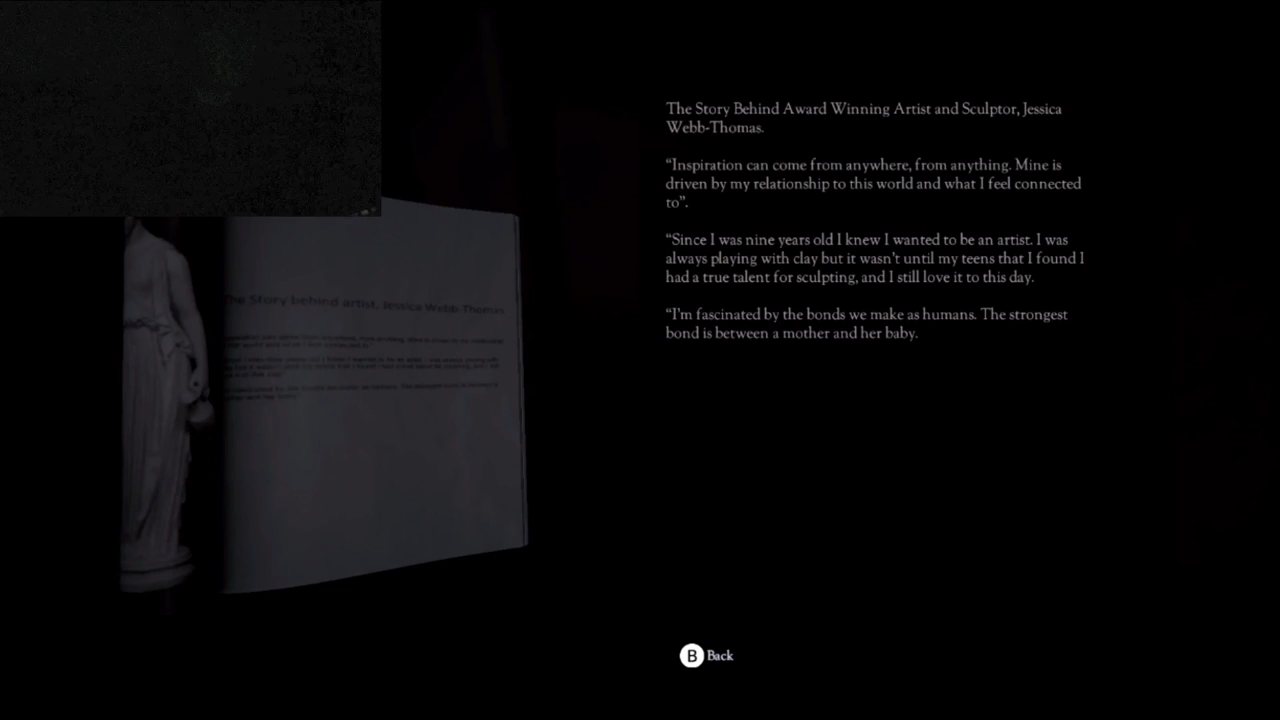 The Story Behind Award Winning Artist and Sculptor, Jessica
Webb-Thomas.
“Inspiration can come from anywhere, from anything. Mine is
driven by my relationship to this world and what I feel connected
to”.
“Since I was nine years old I knew I wanted to be an artist. I was
always playing with clay but it wasn't until my teens that I found I
had a true talent for sculpting, and I still love it to this day.
“I'm fascinated by the bonds we make as humans. The strongest
bond is between a mother and her baby.
The Story behind artist, Jessica Webb-Thomas
B Back